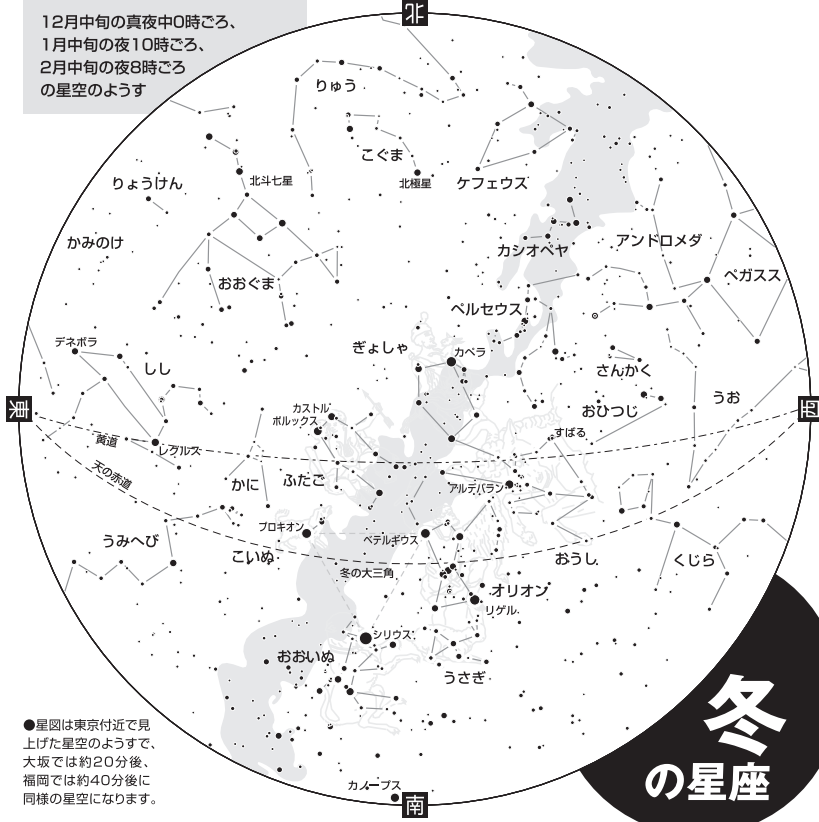 12月中旬の真夜中0時ごろ、
1月中旬の夜10時ごろ、
2月中旬の夜8時ごろ
の星空のようす
北
りゅう
こぐま
北極星
ケフェウス
りょうけん
北斗七星
かみのけ
おおぐま
カシオペヤ
アンドロメダ
ペガスス
ペルセウス
デネボラ
しし
ぎょしゃ
カペラ
さんかく
おひつじ
うお
カストル
ポルックス
東
西
すばる
黄道
レグルス
天の赤道
かに
ふたご
アルデバラン
プロキオン
ベテルギウス
うみへび
こいぬ
冬の大三角
おうし
くじら
オリオン
リゲル
シリウス
おおいぬ
うさぎ
カノープス
南
●星図は東京付近で見
上げた星空のようすで、
大坂では約20分後、
福岡では約40分後に
同様の星空になります。
冬
の星座